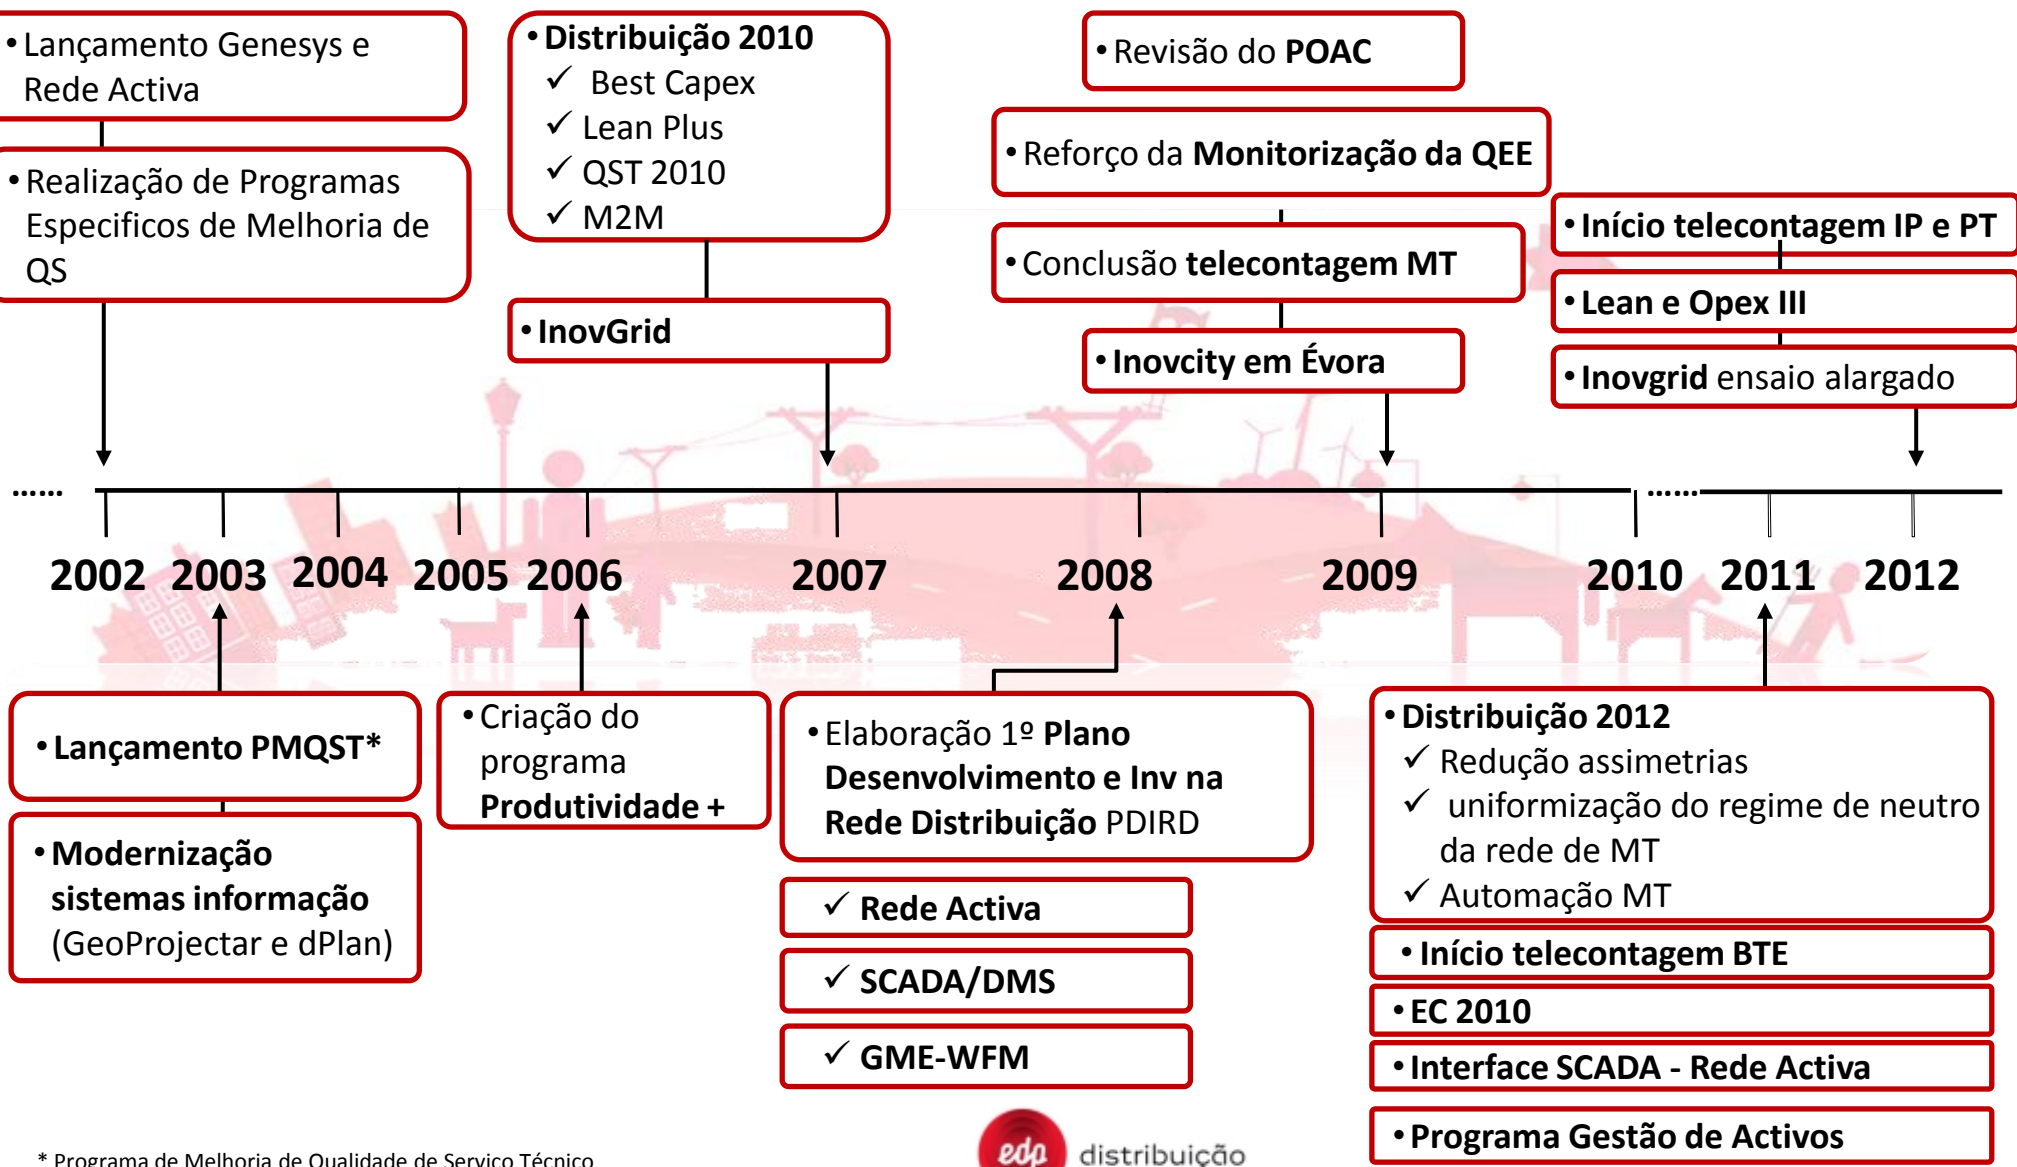 • Lançamento Genesys e
Rede Activa
• Realização de Programas
Especificos de Melhoria de
QS
• Distribuição 2010
✓ Best Capex
✓ Lean Plus
✓ QST 2010
✓ M2M
• InovGrid
• Revisão do POAC
• Reforço da Monitorização da QEE
• Conclusão telecontagem MT
• Inovcity em Évora
• Início telecontagem IP e PT
• Lean e Opex III
• Inovgrid ensaio alargado
...... ......
2002 2003 2004 2005 2006 2007 2008 2009 2010 2011 2012
• Lançamento PMQST*
• Modernização
sistemas informação
(GeoProjectar e dPlan)
• Criação do
programa
Produtividade +
• Elaboração 1º Plano
Desenvolvimento e Inv na
Rede Distribuição PDIRD
✓ Rede Activa
✓ SCADA/DMS
✓ GME-WFM
• Distribuição 2012
✓ Redução assimetrias
✓ uniformização do regime de neutro
da rede de MT
✓ Automação MT
• Início telecontagem BTE
• EC 2010
• Interface SCADA - Rede Activa
• Programa Gestão de Activos
* Programa de Melhoria de Qualidade de Serviço Técnico
edp distribuição